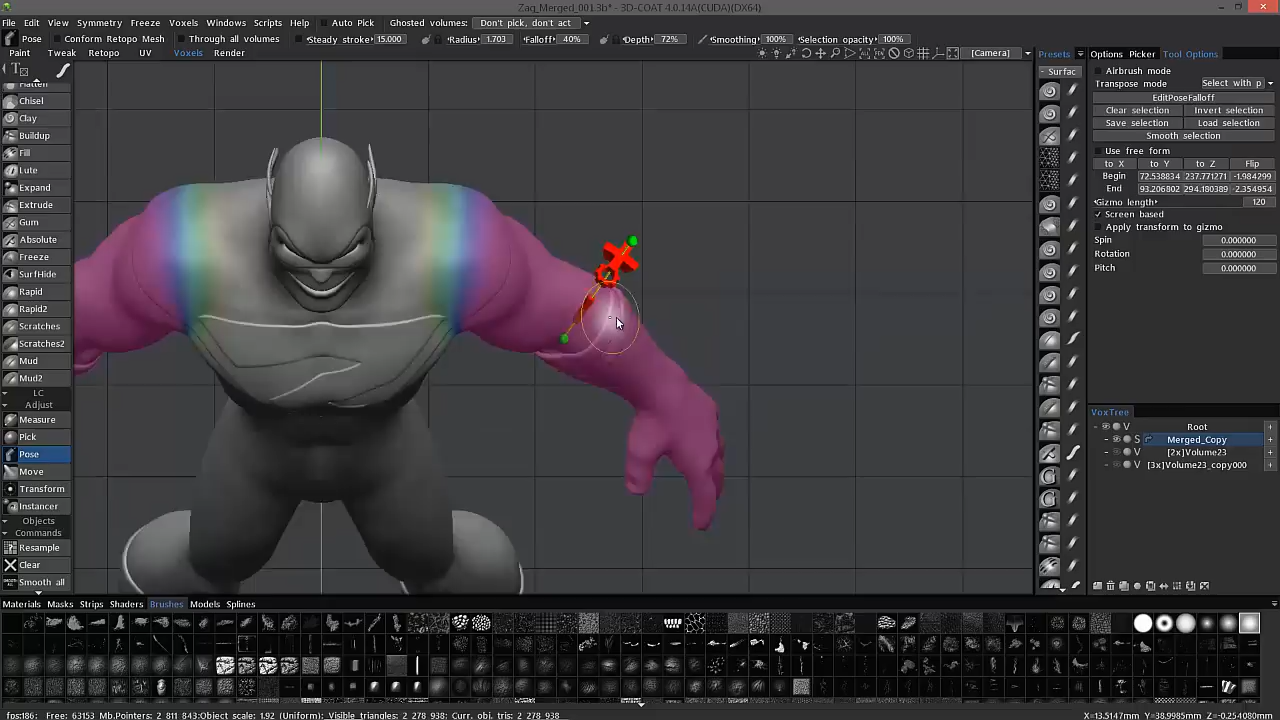 Zaq_Merged_001.3b* - 3D-COAT 4.0.14A(CUDA)(DX64)
File Edit View Symmetry Freeze Voxels Windows Scripts Help Auto Pick Ghosted volumes: Don't pick, don't act
Pose Conform Retopo Mesh Through all volumes Steady stroke: 15.000 Radius: 1.703 Falloff: 40% Depth: 72% Smoothing: 100% Selection opacity: 100%
Paint Tweak Retopo UV Voxels Render [Camera]
Presets Options Picker Tool Options
Flatten
Chisel
Clay
Buildup
Fill
Lute
Expand
Extrude
Gum
Absolute
Freeze
SurfHide
Rapid
Rapid2
Scratches
Scratches2
Mud
Mud2
LC
Adjust
Measure
Pick
Pose
Move
Transform
Instancer
Objects
Commands
Resample
Clear
Smooth all
- Surfac
Airbrush mode
Transpose mode Select with p
EditPoseFalloff
Clear selection Invert selection
Save selection Load selection
Smooth selection
Use free form
to X to Y to Z Flip
Begin 72.538834 237.771271 -1.984299
End 93.206802 294.180389 -2.354954
Gizmo length: 120
Screen based
Apply transform to gizmo
Spin 0.000000
Rotation 0.000000
Pitch 0.000000
VoxTree
V Root +
S Merged_Copy +
V [2x]Volume23 +
V [3x]Volume23_copy000 +
Materials Masks Strips Shaders Brushes Models Splines
fps:186; Free: 63153 Mb.Pointers: 2 811 843;Object scale: 1.92 (Uniform); Visible triangles: 2 278 938; Curr. obj. tris: 2 278 938
X=13.5147mm Y=38.9985mm Z=-0.254080mm